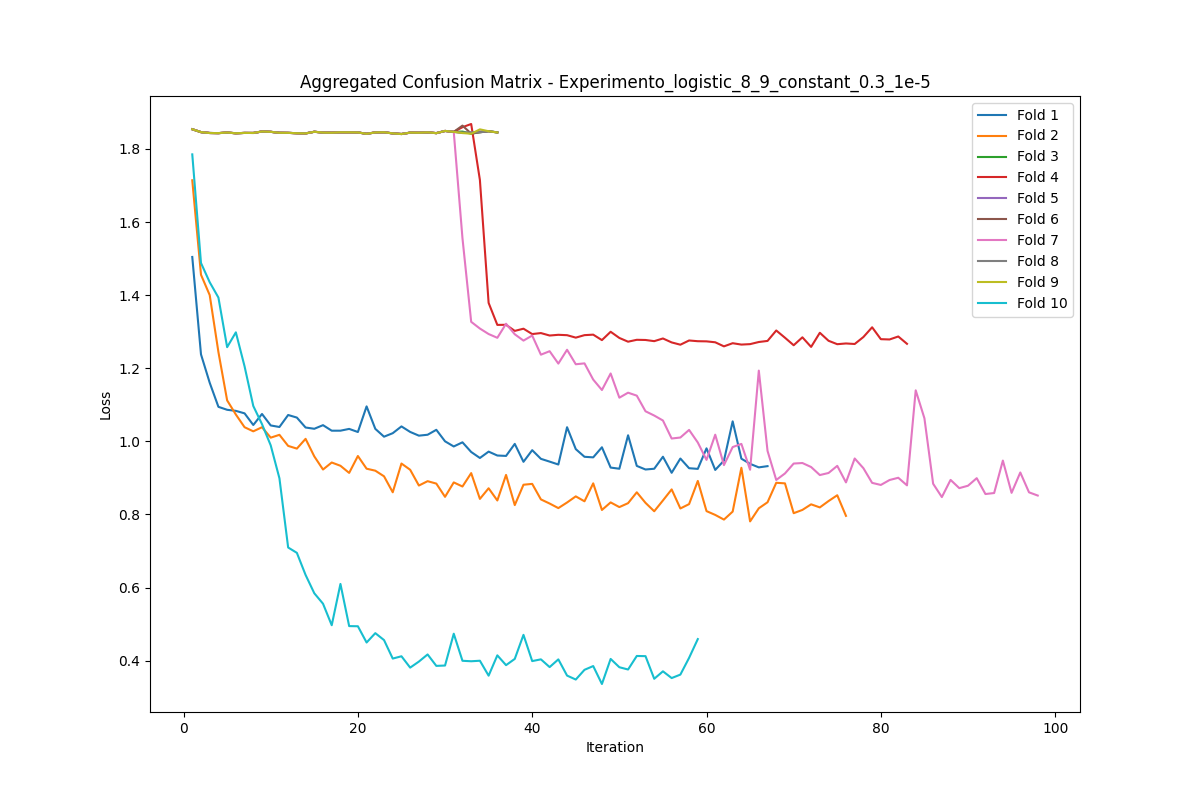 Aggregated Confusion Matrix - Experimento_logistic_8_9_constant_0.3_1e-5
Fold 1
Fold 2
Fold 3
Fold 4
Fold 5
Fold 6
Fold 7
Fold 8
Fold 9
Fold 10
Loss
1.8
1.6
1.4
1.2
1.0
0.8
0.6
0.4
0
20
40
60
80
100
Iteration